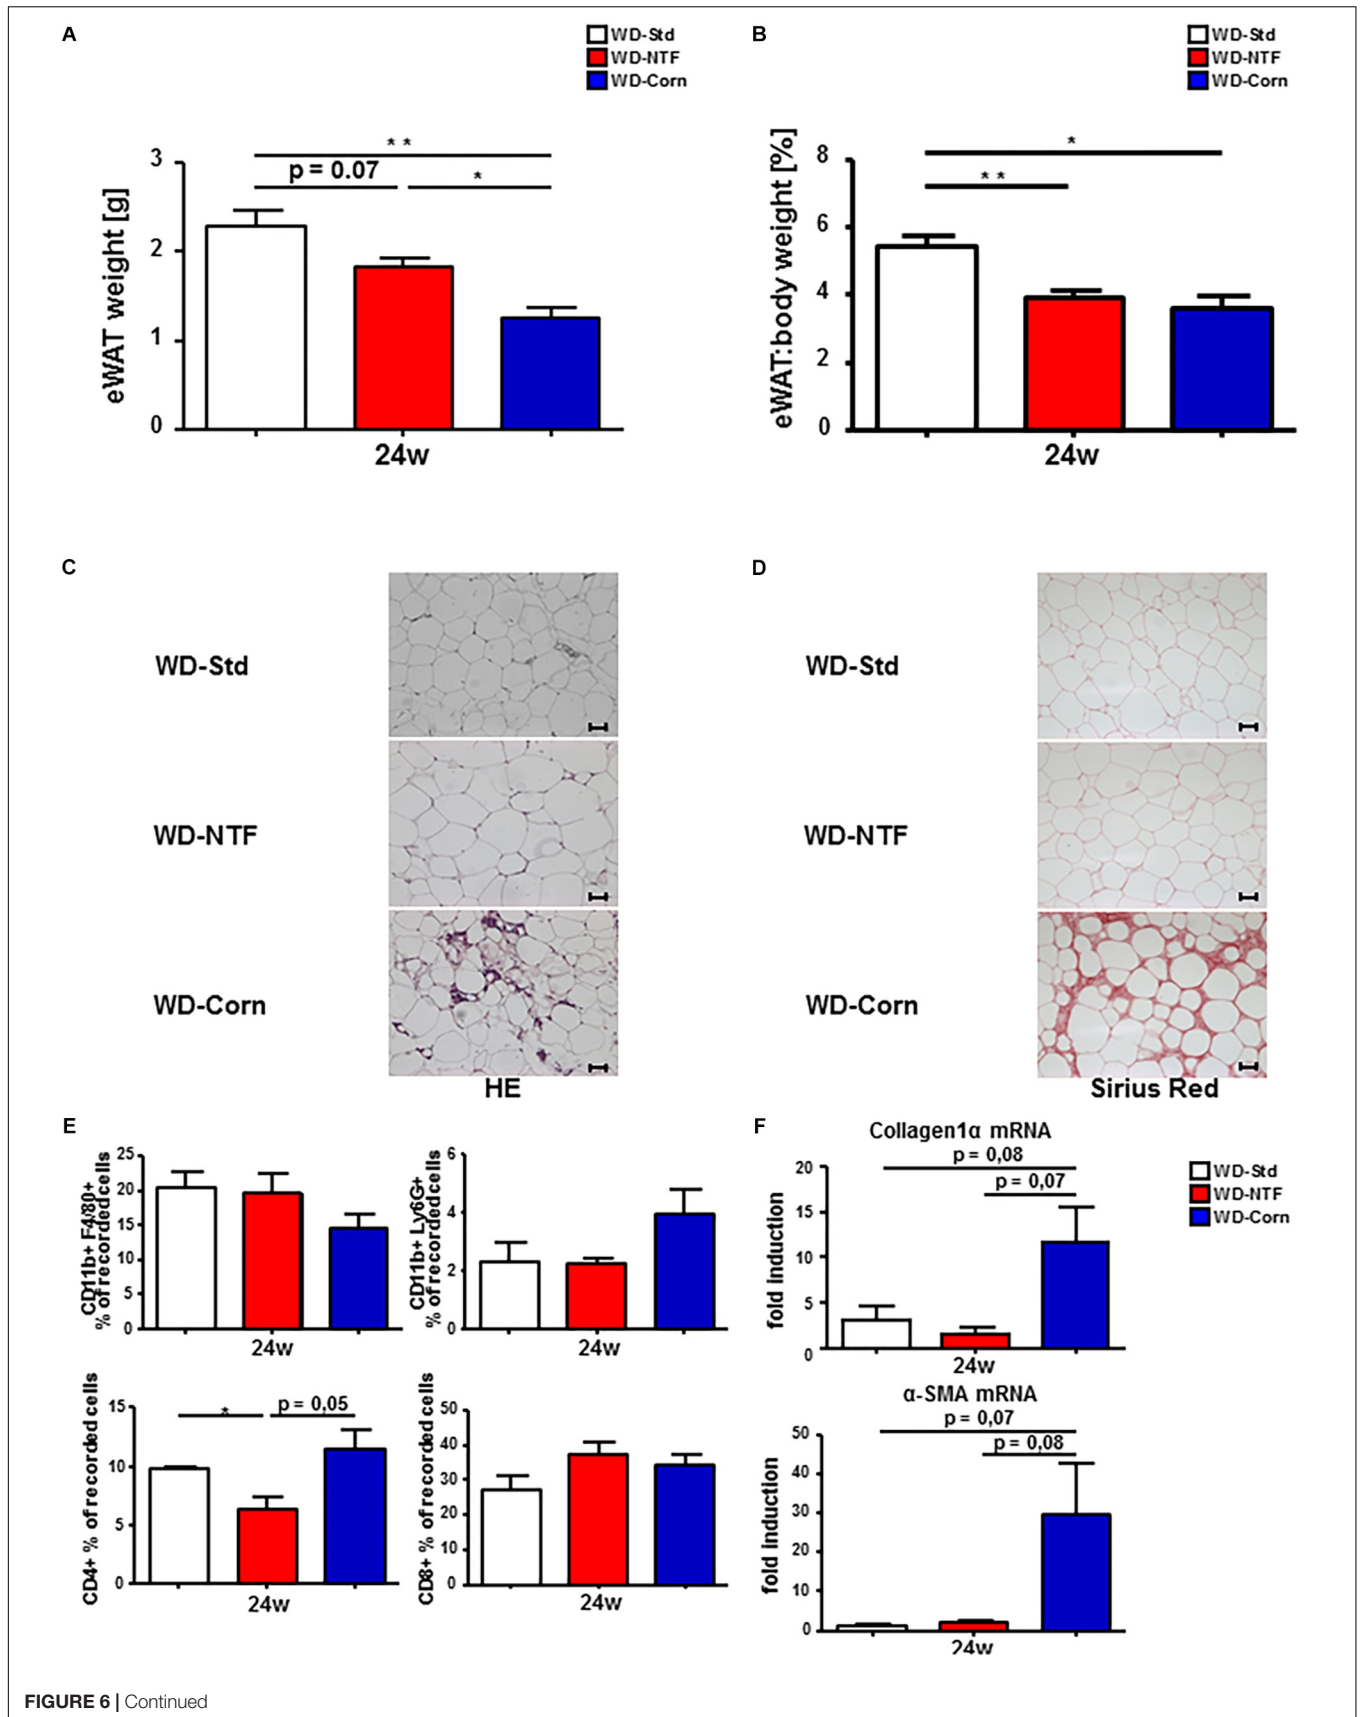 A
WD-Std
WD-NTF
WD-Corn
* *
p = 0.07
*
3
2
1
0
eWAT weight [g]
24w
B
WD-Std
WD-NTF
WD-Corn
*
* *
8
6
4
2
0
eWAT:body weight [%]
24w
C
WD-Std
WD-NTF
WD-Corn
HE
D
WD-Std
WD-NTF
WD-Corn
Sirius Red
E
CD11b+ F4/80+
% of recorded cells
25
20
15
10
5
0
24w
CD11b+ Ly6G+
% of recorded cells
6
4
2
0
24w
CD4+ % of recorded cells
15
10
5
0
*
p = 0,05
24w
CD8+ % of recorded cells
50
40
30
20
10
0
24w
F
Collagen1α mRNA
p = 0,08
p = 0,07
20
15
10
5
0
fold induction
24w
WD-Std
WD-NTF
WD-Corn
α-SMA mRNA
p = 0,07
p = 0,08
50
40
30
20
10
0
fold induction
24w
FIGURE 6 | Continued